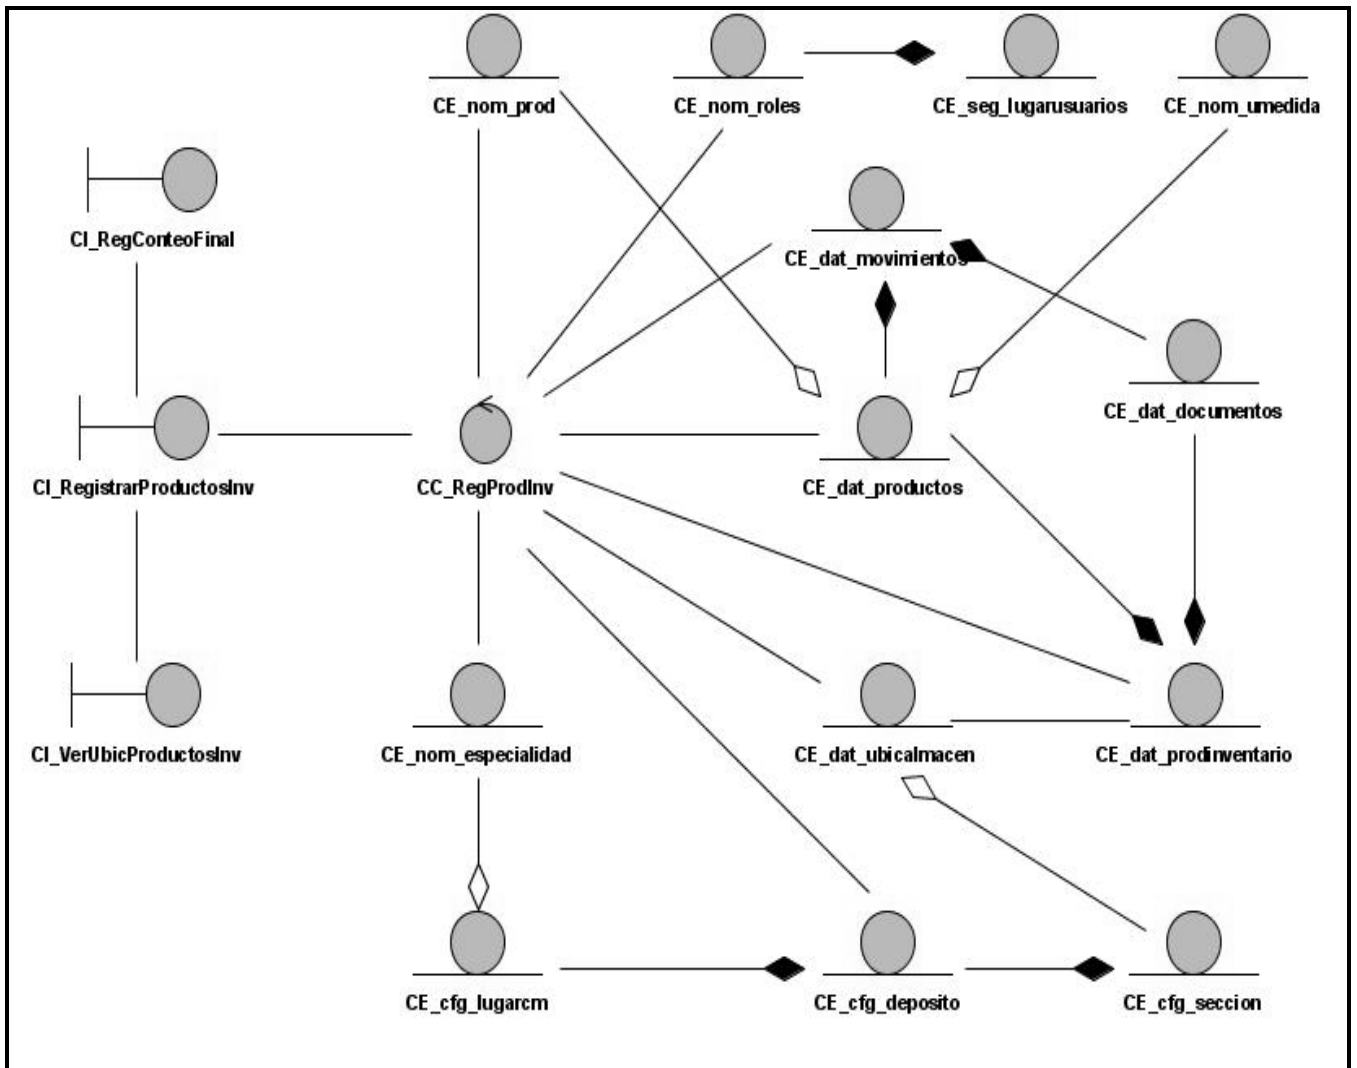 CE_nom_prod
CE_nom_roles
CE_seg_lugarusuarios
CE_nom_umedida
CI_RegConteoFinal
CE_dat_movimientos
CE_dat_documentos
CI_RegistrarProductosInv
CC_RegProdInv
CE_dat_productos
CI_VerUbicProductosInv
CE_nom_especialidad
CE_dat_ubicalmacen
CE_dat_prodinventario
CE_cfg_lugarcm
CE_cfg_deposito
CE_cfg_seccion